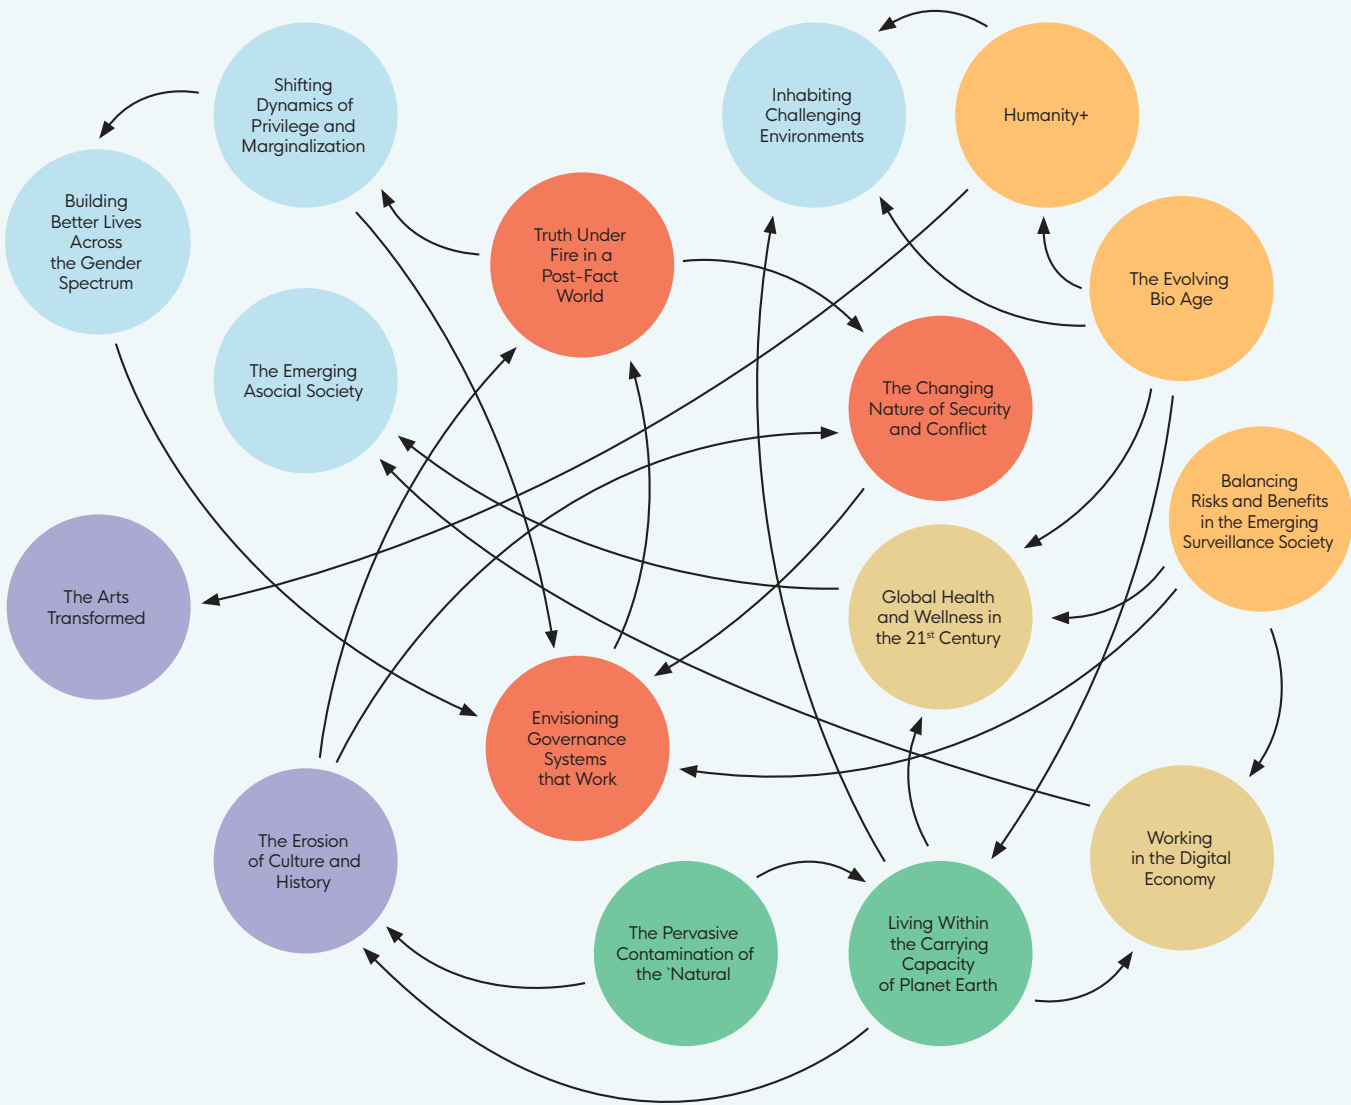 Shifting
Dynamics of
Privilege and
Marginalization
Inhabiting
Challenging
Environments
Humanity+
Building
Better Lives
Across
the Gender
Spectrum
Truth Under
Fire in a
Post-Fact
World
The Evolving
Bio Age
The Emerging
Asocial Society
The Changing
Nature of Security
and Conflict
Balancing
Risks and Benefits
in the Emerging
Surveillance Society
The Arts
Transformed
Global Health
and Wellness in
the 21st Century
Envisioning
Governance
Systems
that Work
The Erosion
of Culture and
History
Working
in the Digital
Economy
The Pervasive
Contamination of
the `Natural
Living Within
the Carrying
Capacity
of Planet Earth